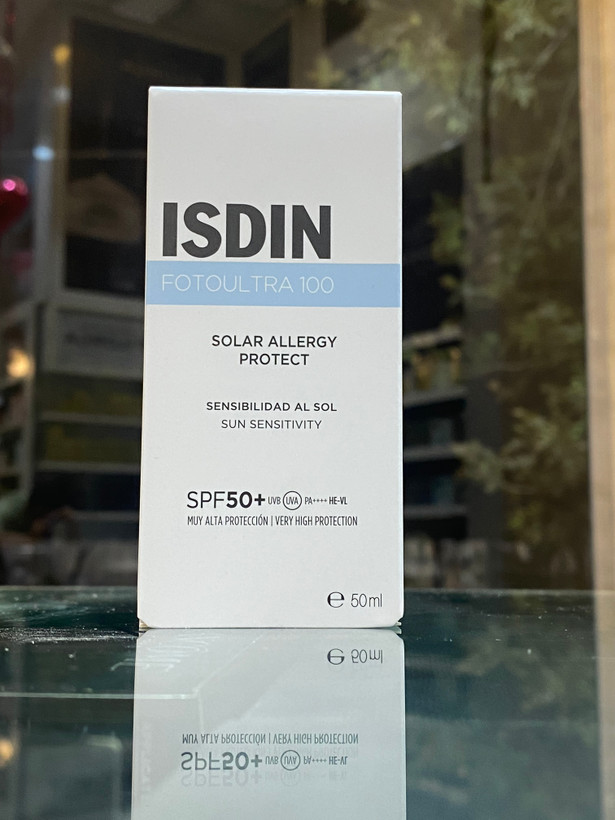 ISDIN
FOTOULTRA 100
SOLAR ALLERGY
PROTECT
SENSIBILIDAD AL SOL
SUN SENSITIVITY
SPF50+ UVB UVA PA++++ HE-VL
MUY ALTA PROTECCIÓN | VERY HIGH PROTECTION
℮ 50ml